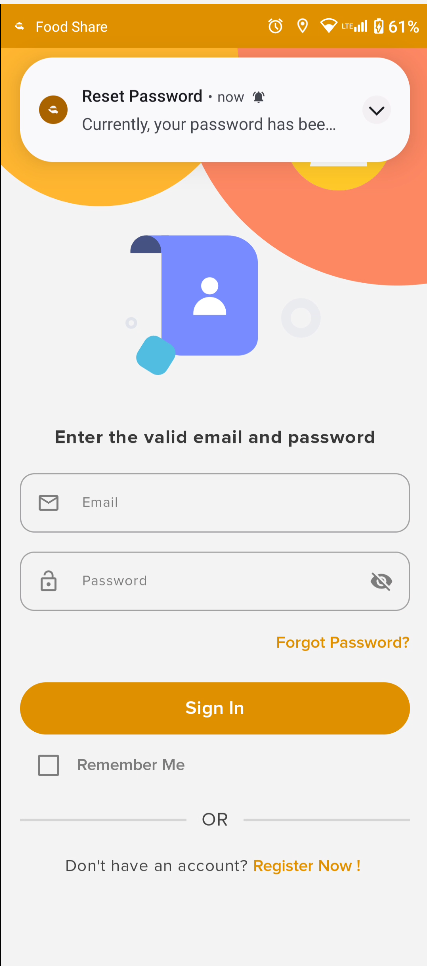 Food Share LTE 61%
Reset Password • now
Currently, your password has bee...
Enter the valid email and password
Email
Password
Forgot Password?
Sign In
Remember Me
OR
Don't have an account? Register Now !